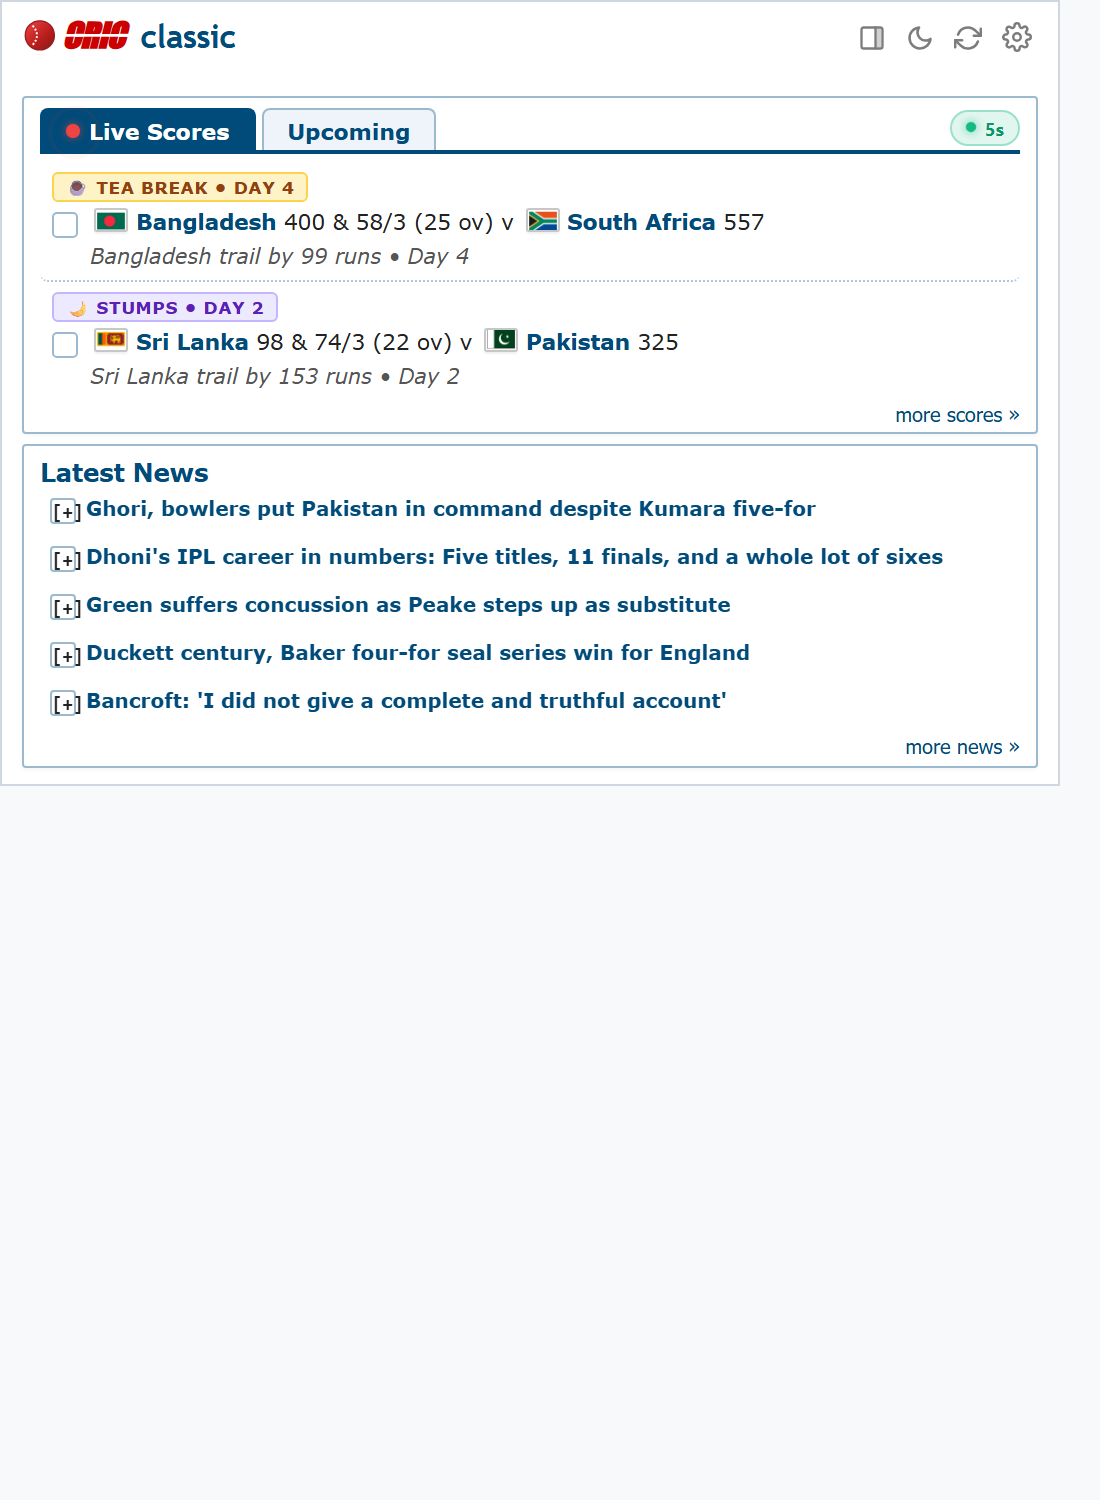 CRIC classic
Live Scores
Upcoming
5s
TEA BREAK • DAY 4
Bangladesh 400 & 58/3 (25 ov) v South Africa 557
Bangladesh trail by 99 runs • Day 4
STUMPS • DAY 2
Sri Lanka 98 & 74/3 (22 ov) v Pakistan 325
Sri Lanka trail by 153 runs • Day 2
more scores »
Latest News
[+] Ghori, bowlers put Pakistan in command despite Kumara five-for
[+] Dhoni's IPL career in numbers: Five titles, 11 finals, and a whole lot of sixes
[+] Green suffers concussion as Peake steps up as substitute
[+] Duckett century, Baker four-for seal series win for England
[+] Bancroft: 'I did not give a complete and truthful account'
more news »